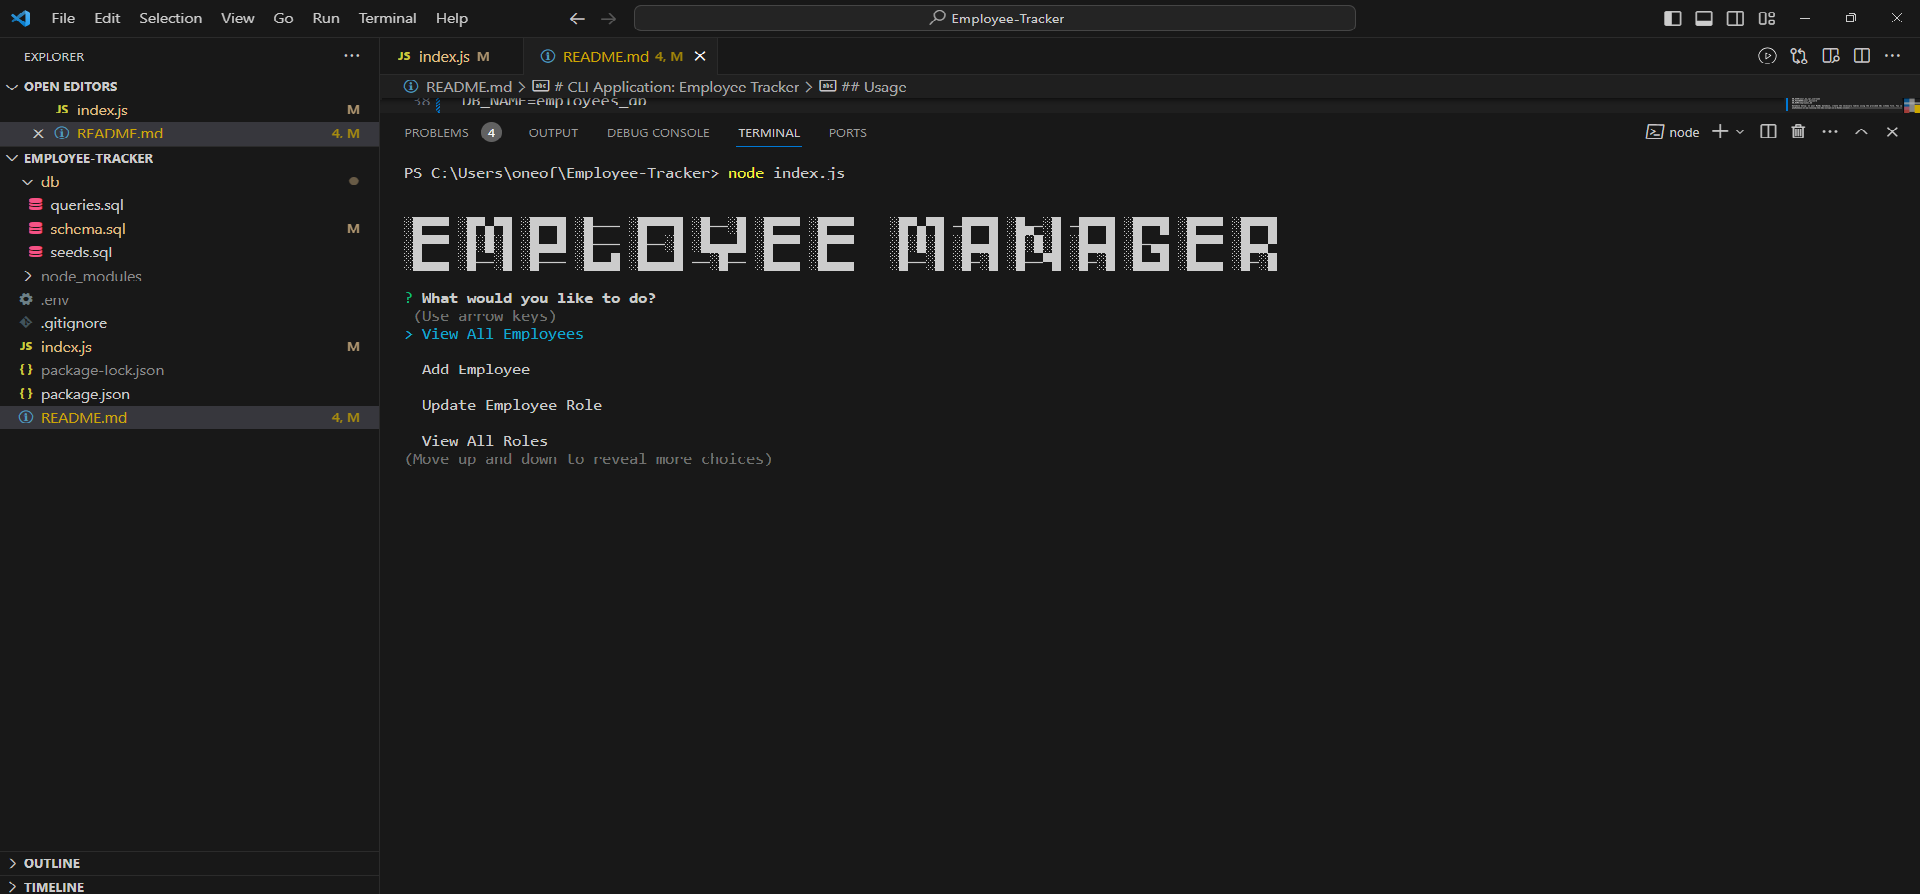 File Edit Selection View Go Run Terminal Help
Employee-Tracker
EXPLORER
OPEN EDITORS
JS index.js M
README.md 4, M
EMPLOYEE-TRACKER
db
queries.sql
schema.sql M
seeds.sql
node_modules
.env
.gitignore
JS index.js M
{} package-lock.json
{} package.json
README.md 4, M
OUTLINE
TIMELINE
JS index.js M
README.md 4, M
README.md > # CLI Application: Employee Tracker > ## Usage
38 DB_NAME=employees_db
PROBLEMS 4 OUTPUT DEBUG CONSOLE TERMINAL PORTS
node
PS C:\Users\oneof\Employee-Tracker> node index.js
EMPLOYEE MANAGER
? What would you like to do?
(Use arrow keys)
> View All Employees
Add Employee
Update Employee Role
View All Roles
(Move up and down to reveal more choices)